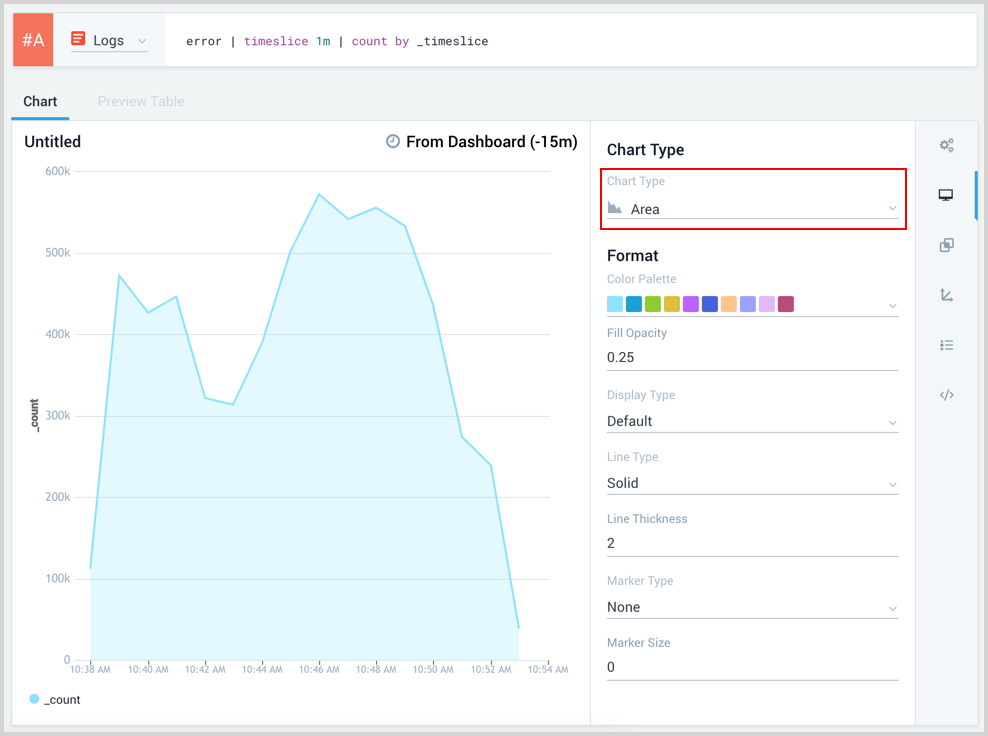 #A Logs error | timeslice 1m | count by _timeslice
Chart Preview Table
Untitled From Dashboard (-15m)
600k
500k
400k
300k
200k
100k
0
_count
10:38 AM 10:40 AM 10:42 AM 10:44 AM 10:46 AM 10:48 AM 10:50 AM 10:52 AM 10:54 AM
_count
Chart Type
Chart Type
Area
Format
Color Palette
Fill Opacity
0.25
Display Type
Default
Line Type
Solid
Line Thickness
2
Marker Type
None
Marker Size
0